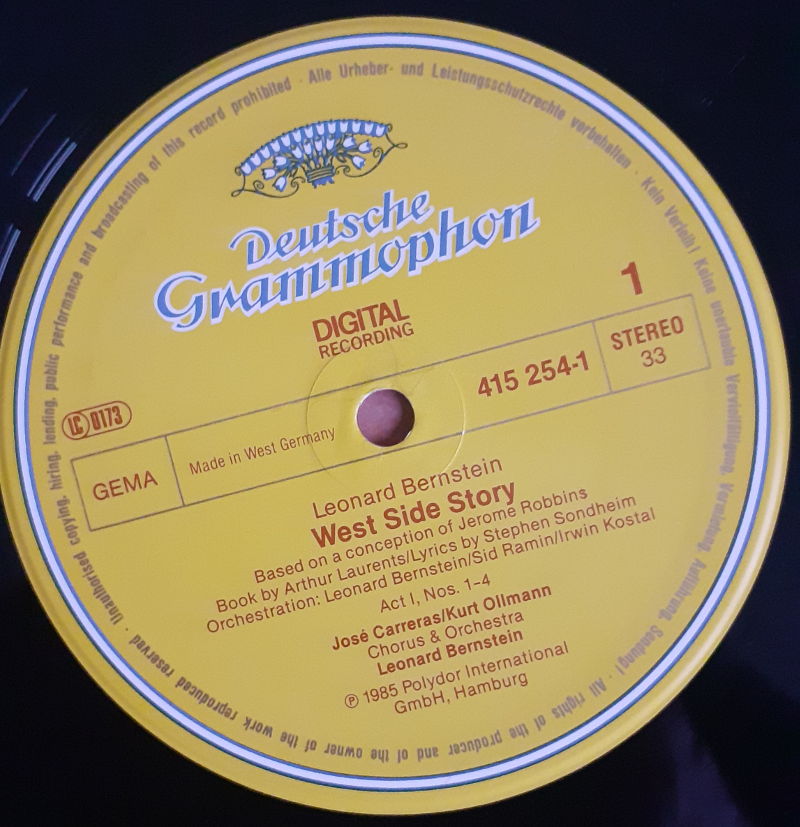 Deutsche
Grammophon
DIGITAL
RECORDING
1
415 254-1
STEREO
33
LC 0173
GEMA
Made in West Germany
Leonard Bernstein
West Side Story
Based on a conception of Jerome Robbins
Book by Arthur Laurents/Lyrics by Stephen Sondheim
Orchestration: Leonard Bernstein/Sid Ramin/Irwin Kostal
Act I, Nos. 1–4
José Carreras/Kurt Ollmann
Chorus & Orchestra
Leonard Bernstein
℗ 1985 Polydor International
GmbH, Hamburg
Alle Urheber- und Leistungsschutzrechte vorbehalten · Kein Verleih! Keine unerlaubte Vervielfältigung, Vermietung, Aufführung, Sendung! · All rights of the producer and of the owner of the work reproduced reserved · Unauthorised copying, hiring, lending, public performance and broadcasting of this record prohibited ·